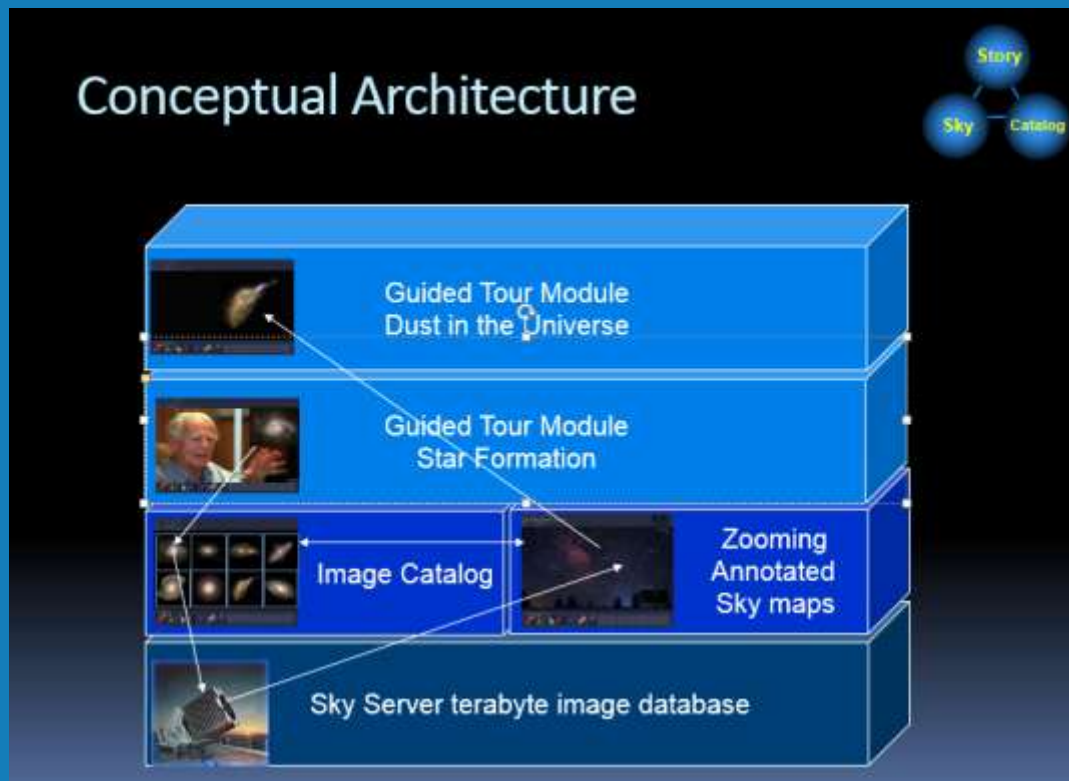 Conceptual Architecture
Story
Sky
Catalog
Guided Tour Module
Dust in the Universe
Guided Tour Module
Star Formation
Image Catalog
Zooming
Annotated
Sky maps
Sky Server terabyte image database